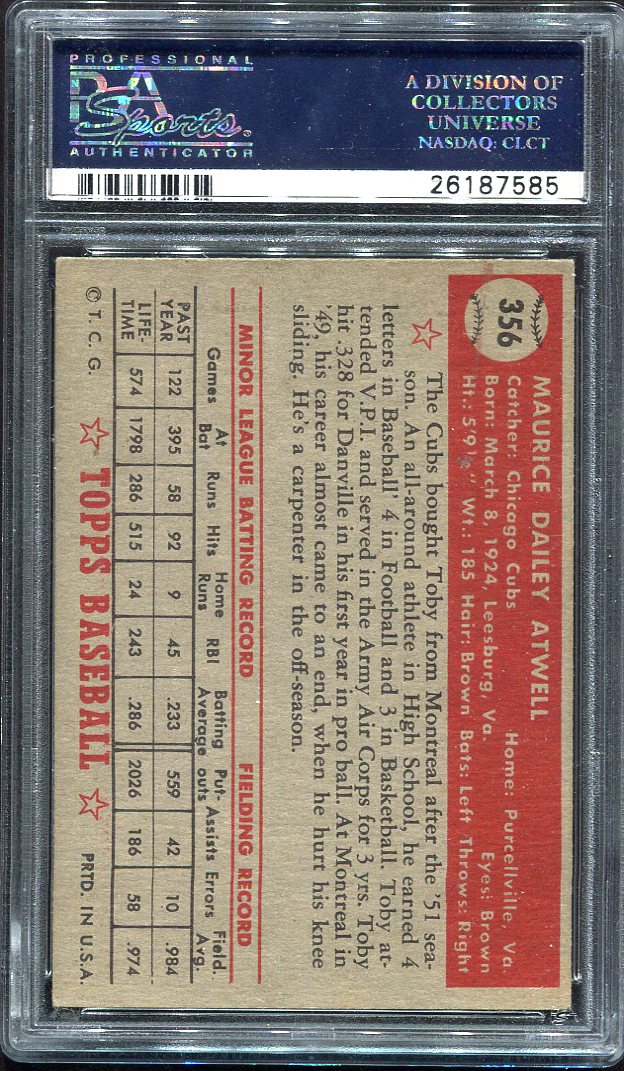 PROFESSIONAL
PSA
Sports
AUTHENTICATOR
A DIVISION OF
COLLECTORS
UNIVERSE
NASDAQ: CLCT
26187585
356
MAURICE DAILEY ATWELL
Catcher: Chicago Cubs Home: Purcellville, Va.
Born: March 8, 1924, Leesburg, Va. Eyes: Brown
Ht.: 5'9" Wt.: 185 Hair: Brown Bats: Left Throws: Right
The Cubs bought Toby from Montreal after the '51 sea-
son. An all-around athlete in High School, he earned 4
letters in Baseball' 4 in Football and 3 in Basketball. Toby at-
tended V.P.I. and served in the Army Air Corps for 3 yrs. Toby
hit .328 for Danville in his first year in pro ball. At Montreal in
'49, his career almost came to an end, when he hurt his knee
sliding. He's a carpenter in the off-season.
MINOR LEAGUE BATTING RECORD FIELDING RECORD
Games At Bat Runs Hits Home Runs RBI Batting Average Put-outs Assists Errors Field. Avg.
PAST YEAR 122 395 58 92 9 45 .233 559 42 10 .984
LIFE-TIME 574 1798 286 515 24 243 .286 2026 186 58 .974
© T. C. G. ☆ TOPPS BASEBALL ☆ PRTD. IN U.S.A.